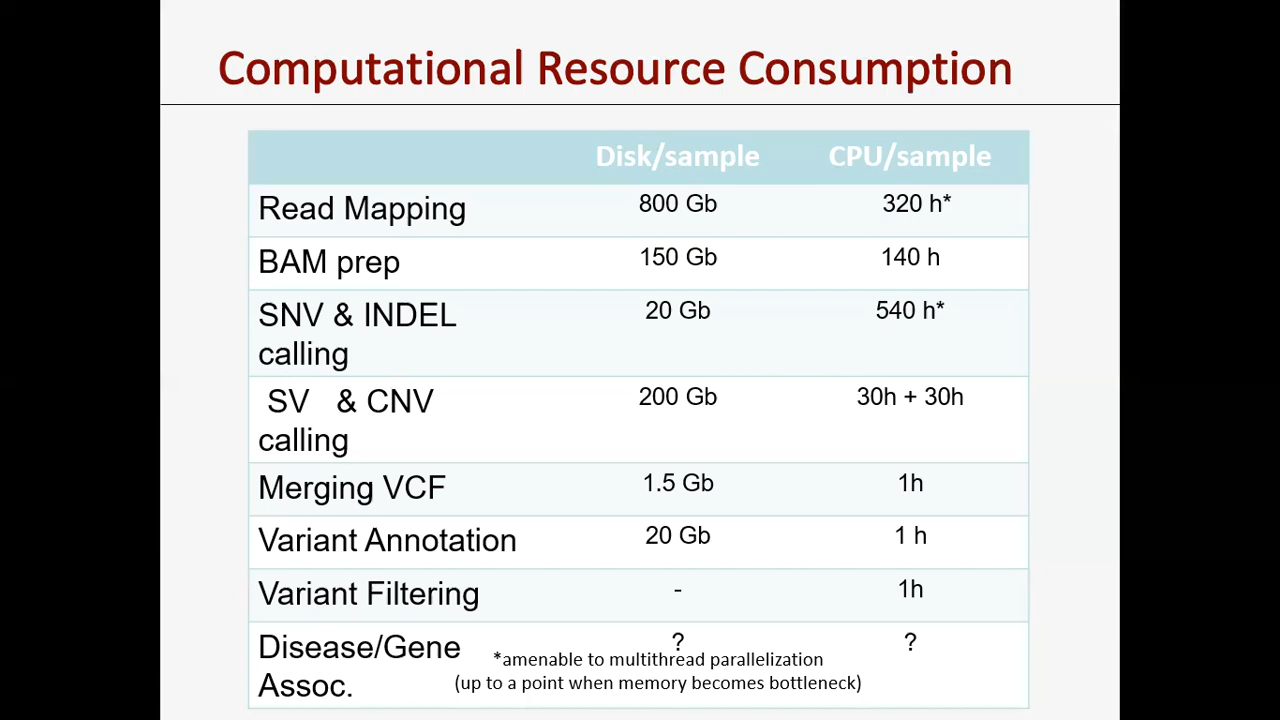 Computational Resource Consumption
Disk/sample CPU/sample
Read Mapping 800 Gb 320 h*
BAM prep 150 Gb 140 h
SNV & INDEL 20 Gb 540 h*
calling
SV & CNV 200 Gb 30h + 30h
calling
Merging VCF 1.5 Gb 1h
Variant Annotation 20 Gb 1 h
Variant Filtering - 1h
Disease/Gene ? ?
Assoc.
*amenable to multithread parallelization
(up to a point when memory becomes bottleneck)